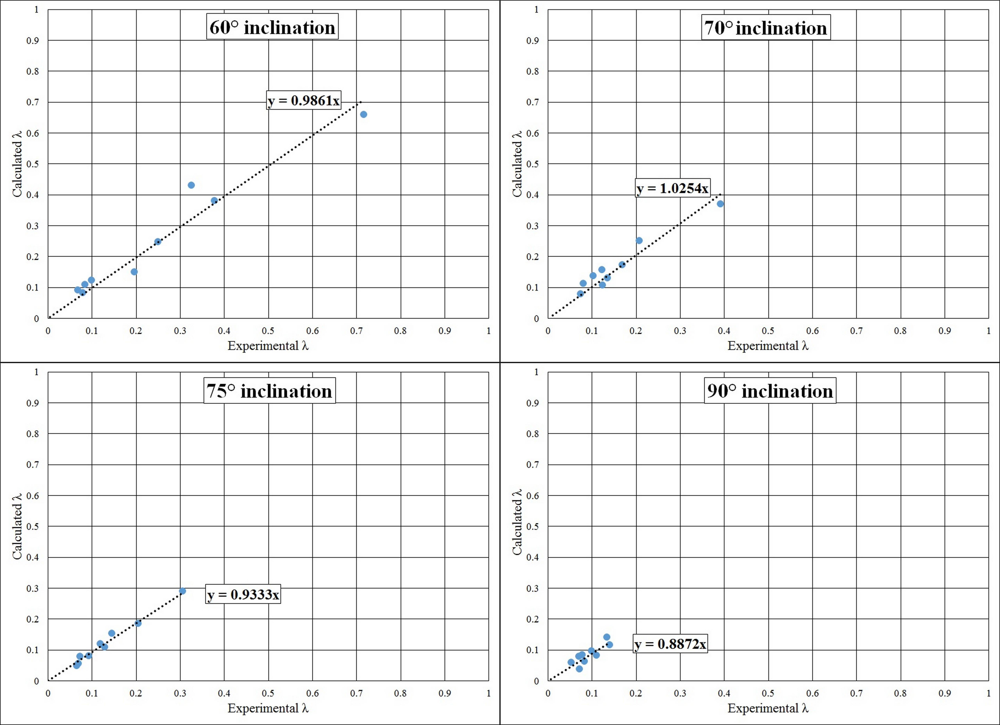 60° inclination
1
0.9
0.8
0.7
0.6
0.5
0.4
0.3
0.2
0.1
0
Calculated λ
y = 0.9861x
0 0.1 0.2 0.3 0.4 0.5 0.6 0.7 0.8 0.9 1
Experimental λ
70° inclination
1
0.9
0.8
0.7
0.6
0.5
0.4
0.3
0.2
0.1
0
Calculated λ
y = 1.0254x
0 0.1 0.2 0.3 0.4 0.5 0.6 0.7 0.8 0.9 1
Experimental λ
75° inclination
1
0.9
0.8
0.7
0.6
0.5
0.4
0.3
0.2
0.1
0
Calculated λ
y = 0.9333x
0 0.1 0.2 0.3 0.4 0.5 0.6 0.7 0.8 0.9 1
Experimental λ
90° inclination
1
0.9
0.8
0.7
0.6
0.5
0.4
0.3
0.2
0.1
0
Calculated λ
y = 0.8872x
0 0.1 0.2 0.3 0.4 0.5 0.6 0.7 0.8 0.9 1
Experimental λ